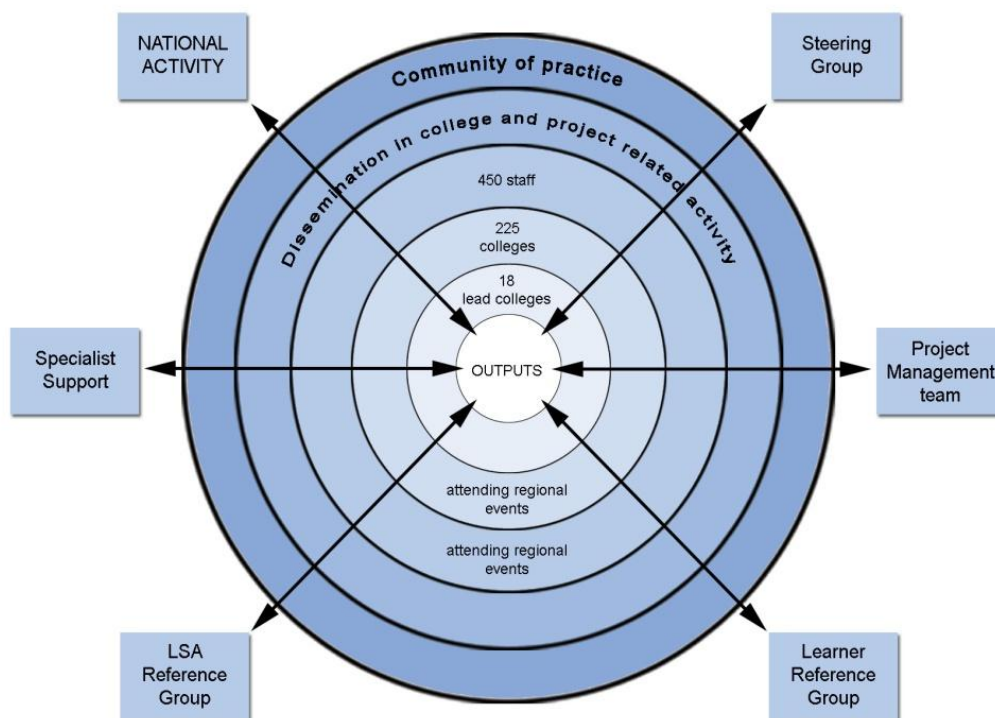 NATIONAL
ACTIVITY
Steering
Group
Community of practice
Dissemination in college and project related activity
450 staff
225
colleges
18
lead colleges
Specialist
Support
OUTPUTS
Project
Management
team
attending regional
events
attending regional
events
LSA
Reference
Group
Learner
Reference
Group